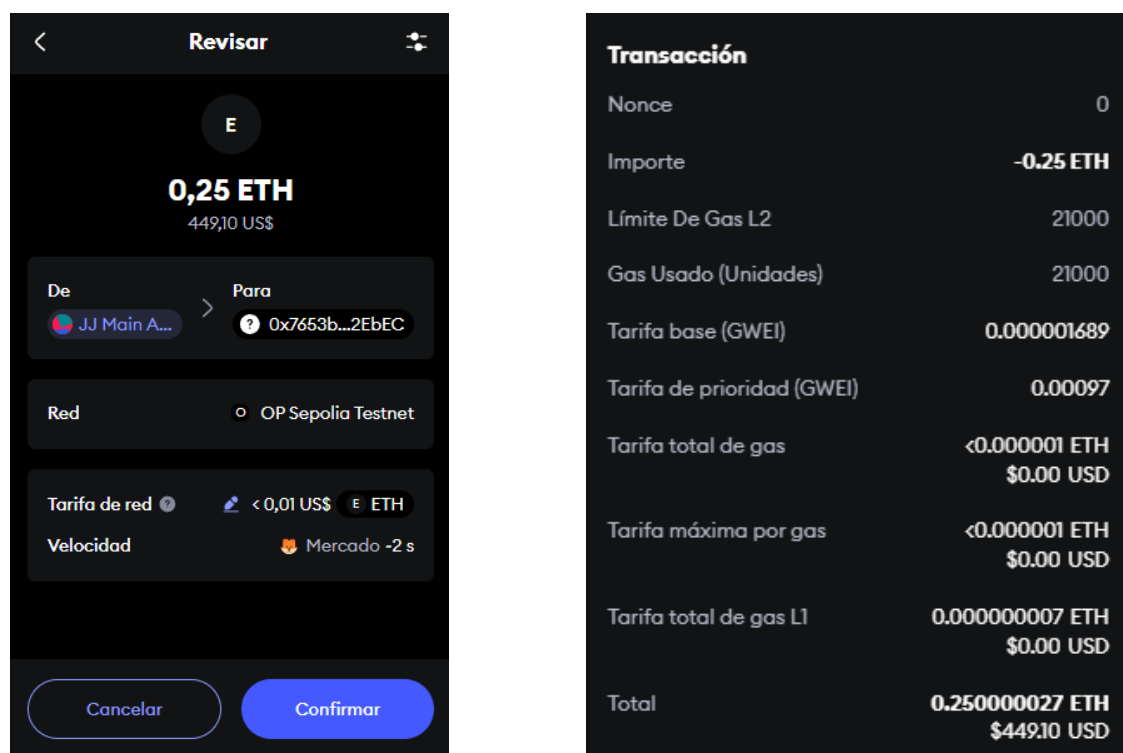 Revisar
E
0,25 ETH
449,10 US$
De
Para
JJ Main A...
? 0x7653b...2EbEC
Red
O OP Sepolia Testnet
Tarifa de red ?
< 0,01 US$ E ETH
Velocidad
Mercado ~2 s
Cancelar
Confirmar
Transacción
Nonce 0
Importe -0.25 ETH
Límite De Gas L2 21000
Gas Usado (Unidades) 21000
Tarifa base (GWEI) 0.000001689
Tarifa de prioridad (GWEI) 0.00097
Tarifa total de gas <0.000001 ETH
$0.00 USD
Tarifa máxima por gas <0.000001 ETH
$0.00 USD
Tarifa total de gas L1 0.000000007 ETH
$0.00 USD
Total 0.250000027 ETH
$449.10 USD